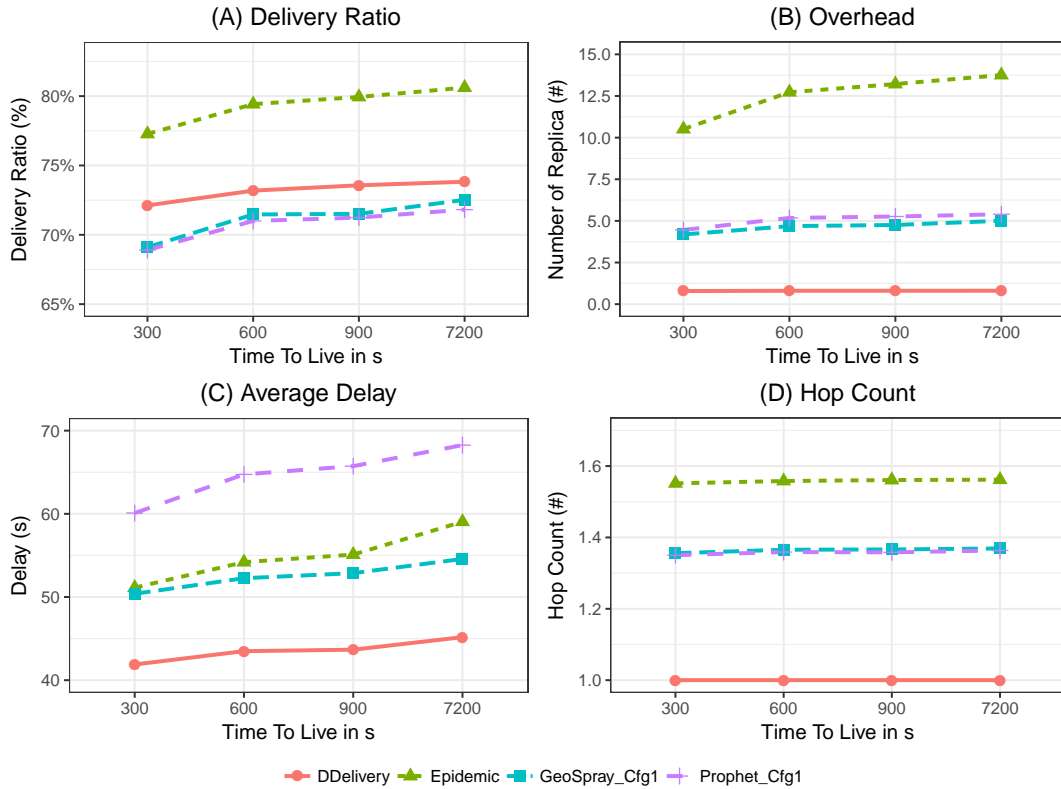 (A) Delivery Ratio
Delivery Ratio (%)
80%
75%
70%
65%
300 600 900 7200
Time To Live in s
(B) Overhead
Number of Replica (#)
15.0
12.5
10.0
7.5
5.0
2.5
0.0
300 600 900 7200
Time To Live in s
(C) Average Delay
Delay (s)
70
60
50
40
300 600 900 7200
Time To Live in s
(D) Hop Count
Hop Count (#)
1.6
1.4
1.2
1.0
300 600 900 7200
Time To Live in s
DDelivery Epidemic GeoSpray_Cfg1 Prophet_Cfg1